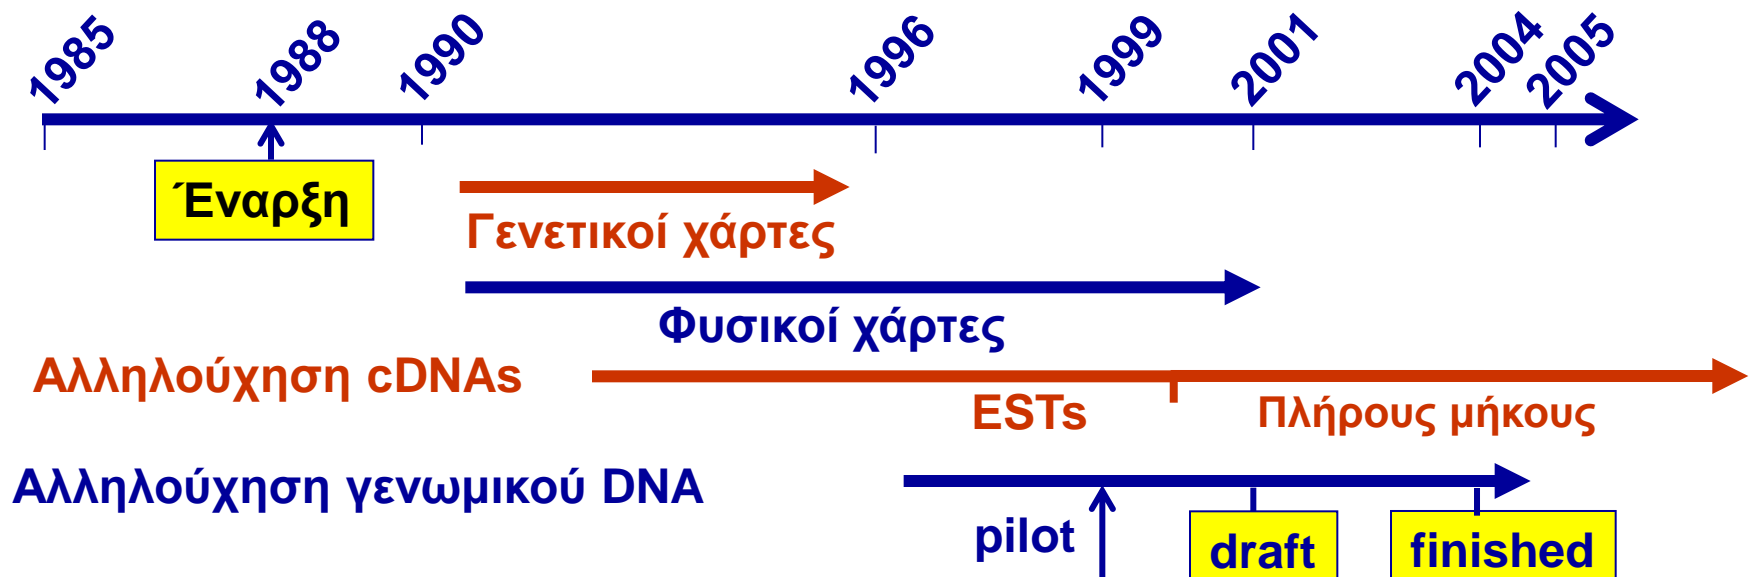 1985 1988 1990 1996 1999 2001 2004 2005
Έναρξη
Γενετικοί χάρτες
Φυσικοί χάρτες
Αλληλούχηση cDNAs
ESTs Πλήρους μήκους
Αλληλούχηση γενωμικού DNA
pilot draft finished